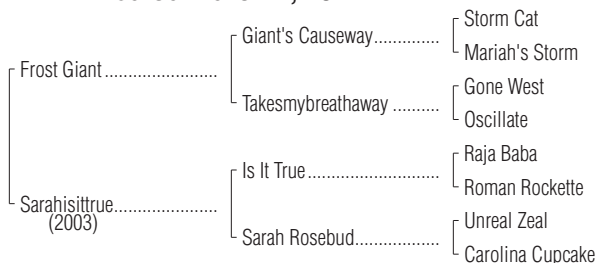 Storm Cat
Giant's Causeway..............
Mariah's Storm
Frost Giant ........................
Gone West
Takesmybreathaway ..........
Oscillate
Raja Baba
Is It True ............................
Roman Rockette
Sarahisittrue......................
(2003)
Unreal Zeal
Sarah Rosebud..................
Carolina Cupcake